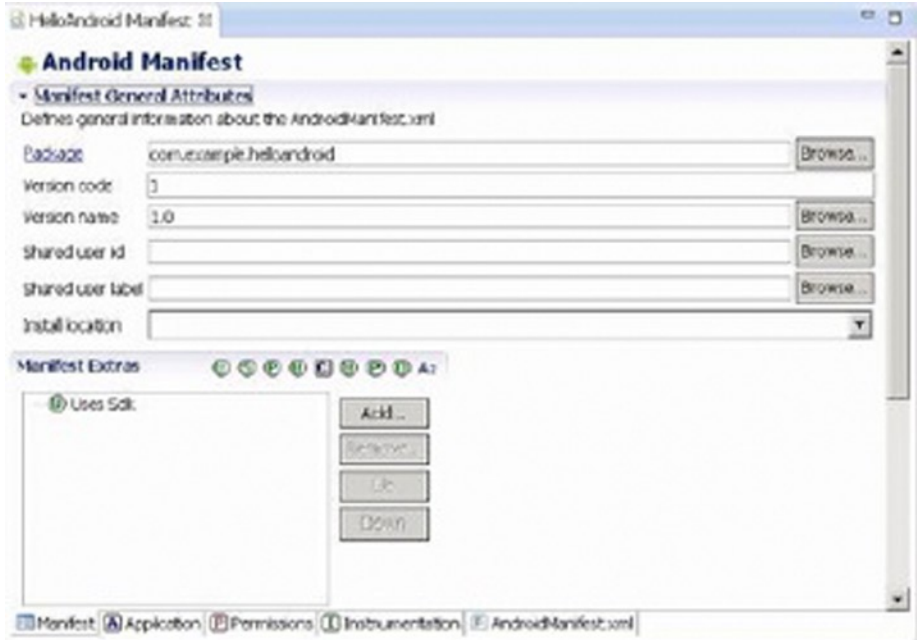 HelloAndroid Manifest
Android Manifest
Manifest General Attributes
Defines general information about the AndroidManifest.xml
Package com.example.helloandroid Browse...
Version code 1
Version name 1.0 Browse...
Shared user id Browse...
Shared user label Browse...
Install location
Manifest Extras
Uses Sdk
Add...
Remove...
Up
Down
Manifest Application Permissions Instrumentation AndroidManifest.xml